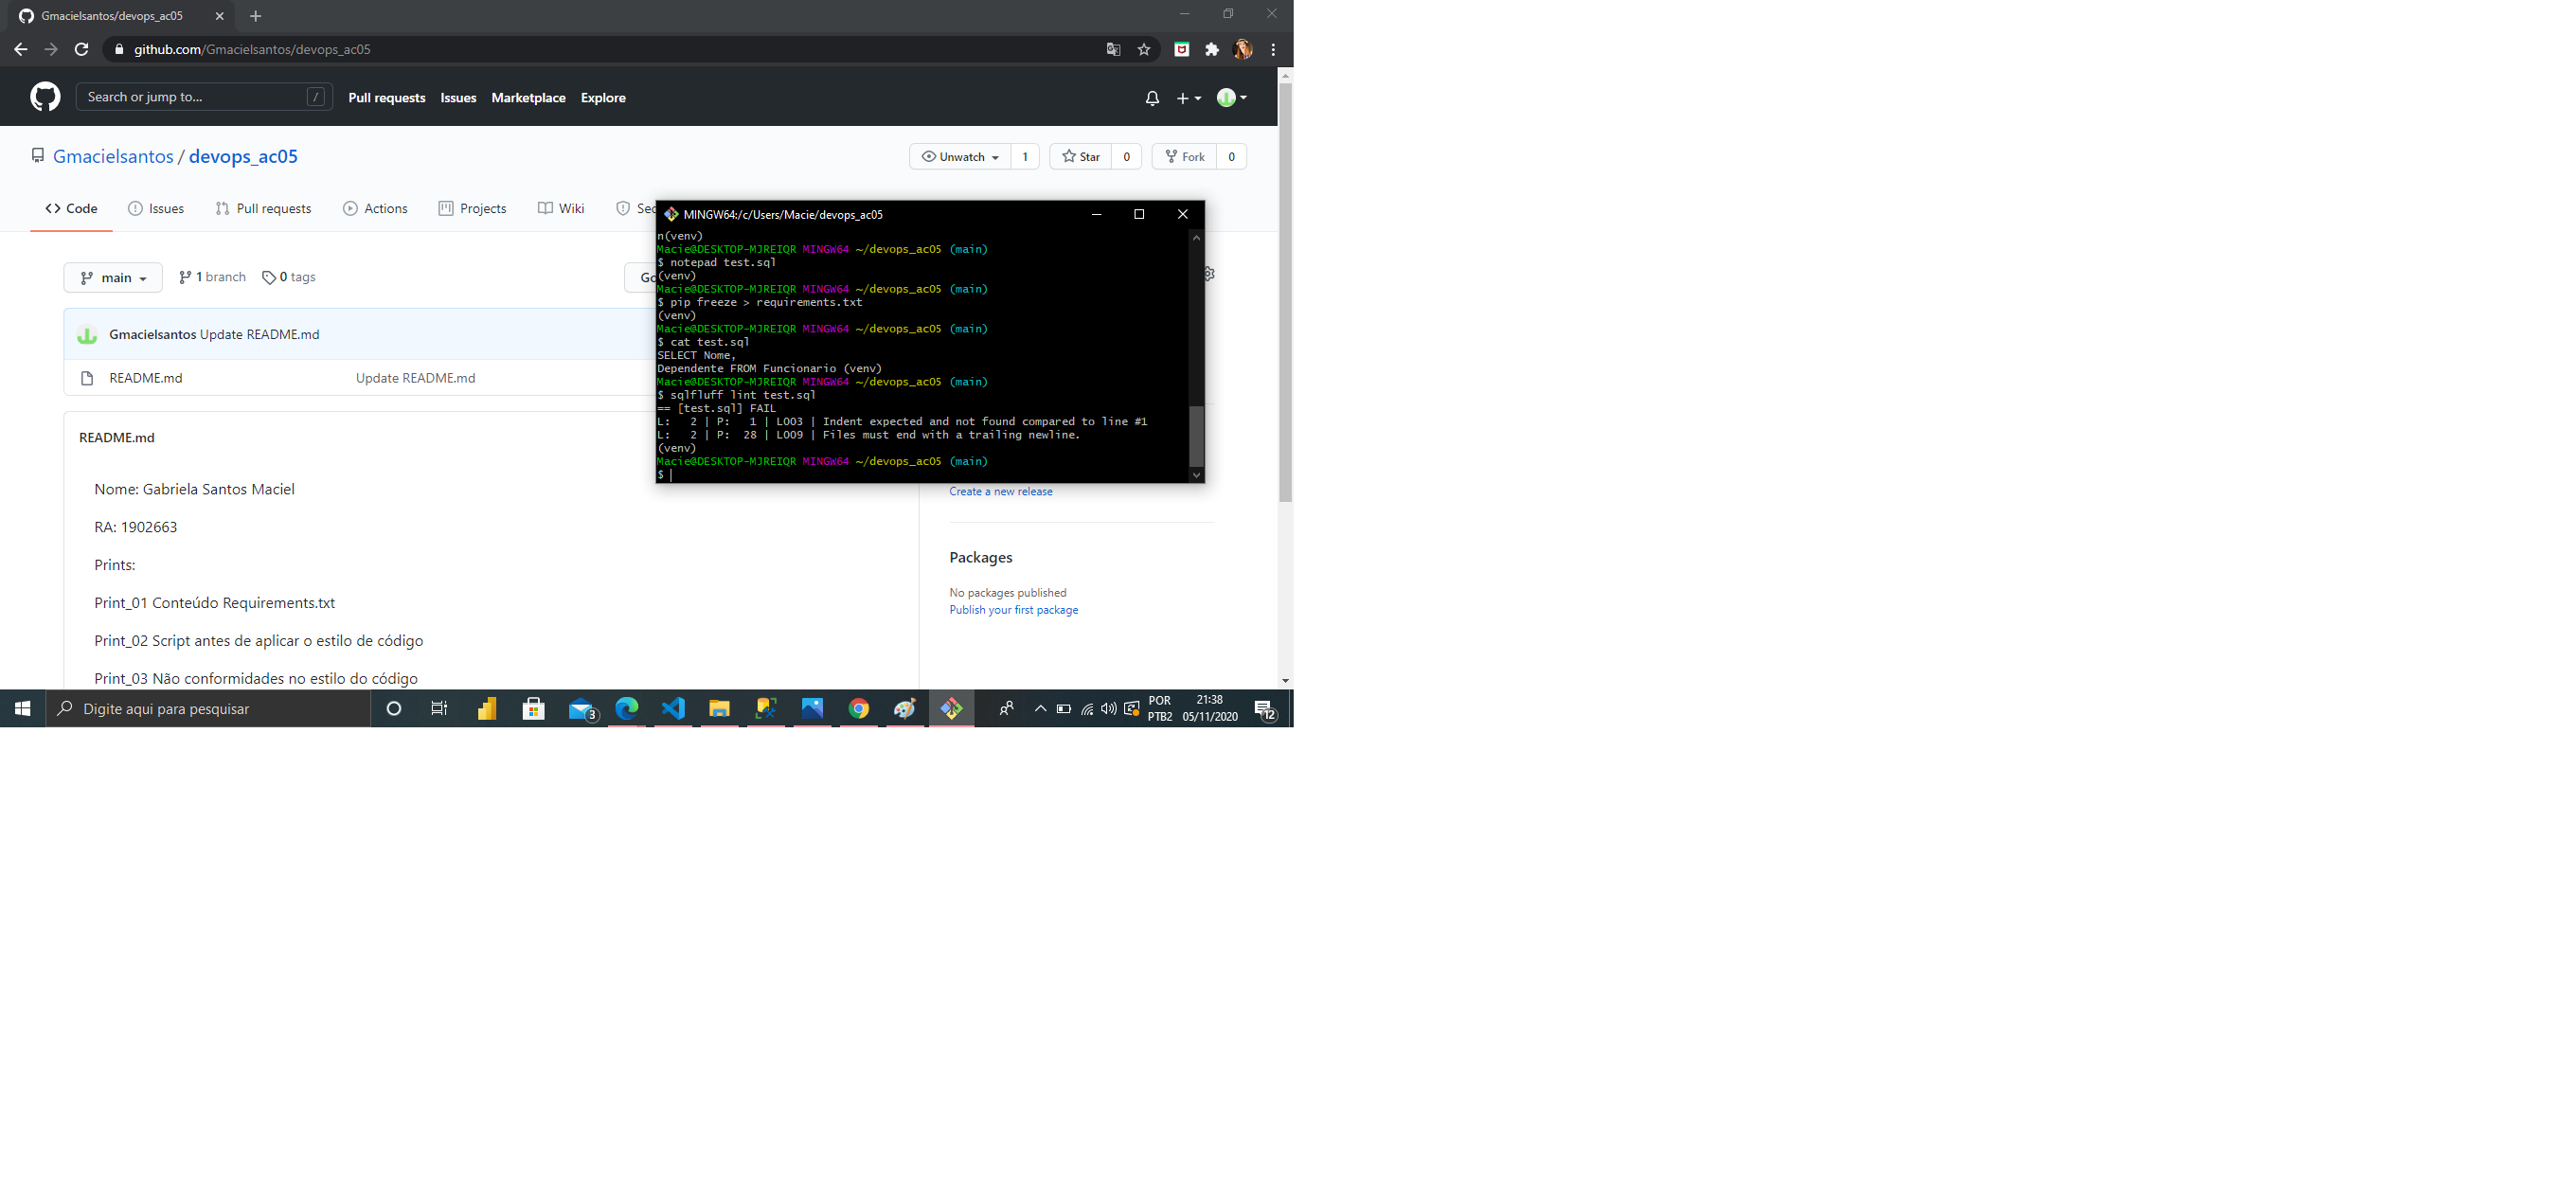 Gmacielsantos/devops_ac05
github.com/Gmacielsantos/devops_ac05
Search or jump to... /
Pull requests Issues Marketplace Explore
Gmacielsantos / devops_ac05
Unwatch 1 Star 0 Fork 0
Code Issues Pull requests Actions Projects Wiki Sec
main 1 branch 0 tags Go
Gmacielsantos Update README.md
README.md Update README.md
README.md
Nome: Gabriela Santos Maciel
RA: 1902663
Prints:
Print_01 Conteúdo Requirements.txt
Print_02 Script antes de aplicar o estilo de código
Print_03 Não conformidades no estilo do código
MINGW64:/c/Users/Macie/devops_ac05
n(venv)
Macie@DESKTOP-MJREIQR MINGW64 ~/devops_ac05 (main)
$ notepad test.sql
(venv)
Macie@DESKTOP-MJREIQR MINGW64 ~/devops_ac05 (main)
$ pip freeze > requirements.txt
(venv)
Macie@DESKTOP-MJREIQR MINGW64 ~/devops_ac05 (main)
$ cat test.sql
SELECT Nome,
Dependente FROM Funcionario (venv)
Macie@DESKTOP-MJREIQR MINGW64 ~/devops_ac05 (main)
$ sqlfluff lint test.sql
== [test.sql] FAIL
L:   2 | P:   1 | L003 | Indent expected and not found compared to line #1
L:   2 | P:  28 | L009 | Files must end with a trailing newline.
(venv)
Macie@DESKTOP-MJREIQR MINGW64 ~/devops_ac05 (main)
$
Create a new release
Packages
No packages published
Publish your first package
Digite aqui para pesquisar
3
POR
PTB2
21:38
05/11/2020
12